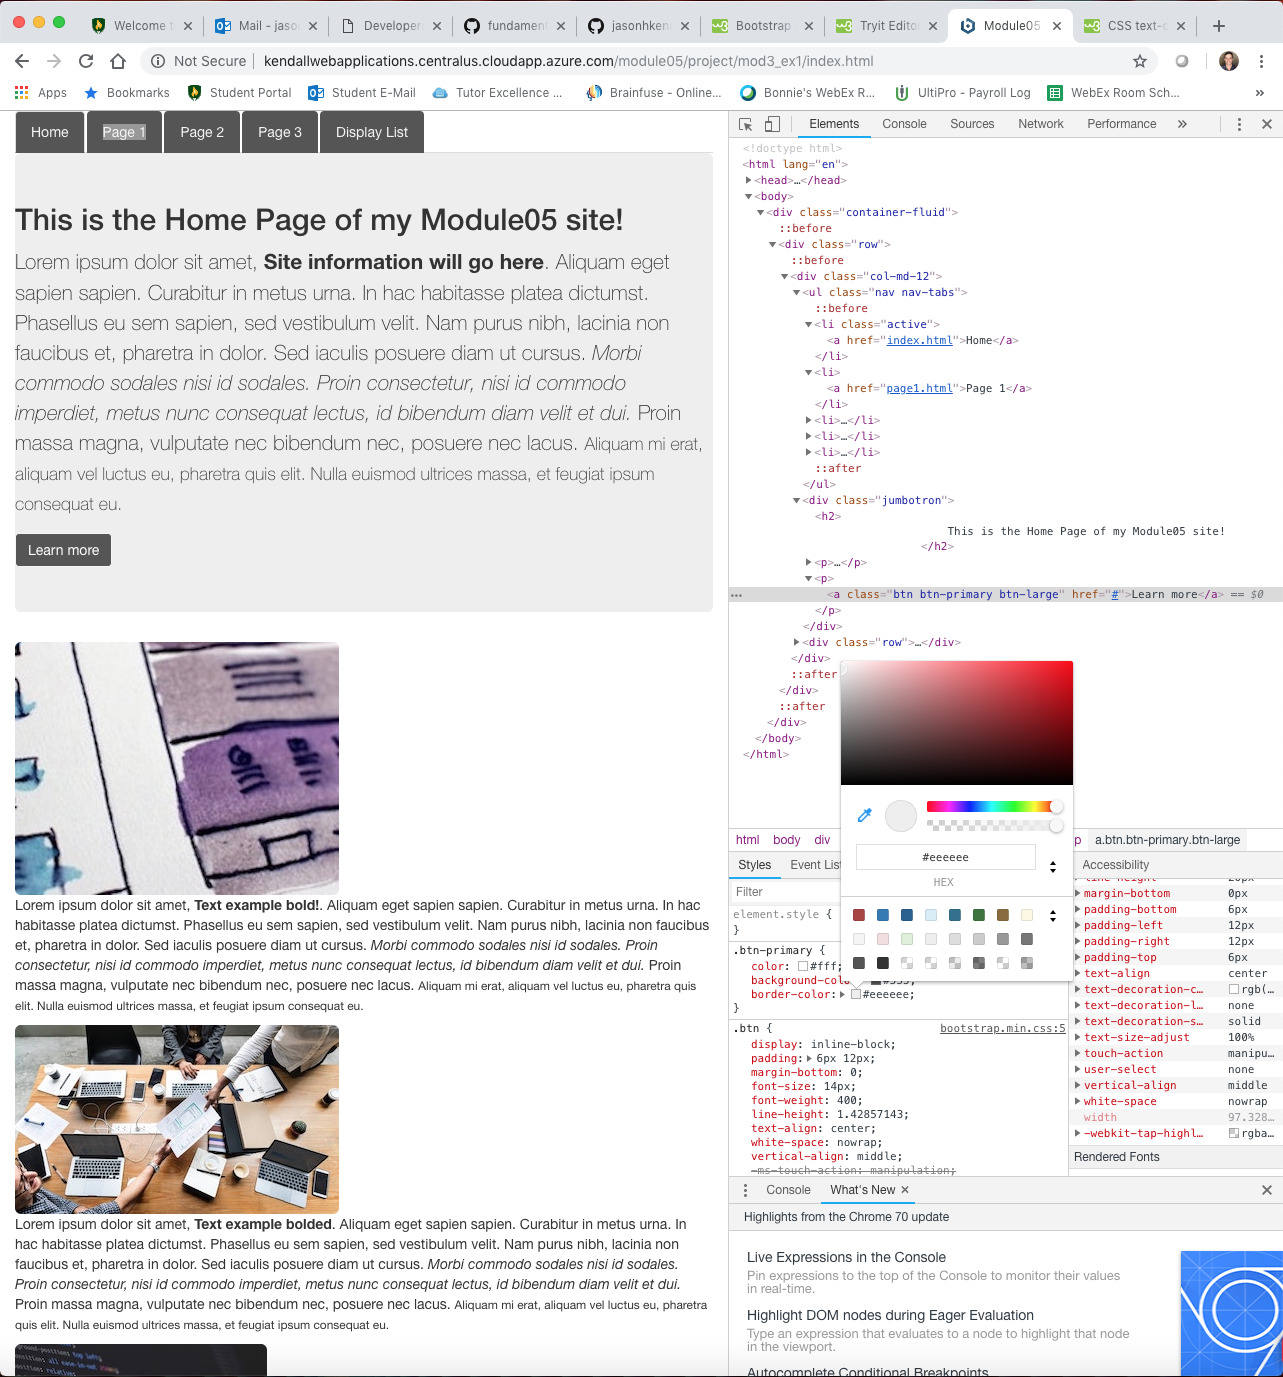 Welcome t
Mail - jaso
Developer
fundament
jasonhken
Bootstrap
Tryit Edito
Module05
CSS text-c
Not Secure | kendallwebapplications.centralus.cloudapp.azure.com/module05/project/mod3_ex1/index.html
Apps
Bookmarks
Student Portal
Student E-Mail
Tutor Excellence ...
Brainfuse - Online...
Bonnie's WebEx R...
UltiPro - Payroll Log
WebEx Room Sch...
»
Home
Page 1
Page 2
Page 3
Display List
This is the Home Page of my Module05 site!
Lorem ipsum dolor sit amet, Site information will go here. Aliquam eget
sapien sapien. Curabitur in metus urna. In hac habitasse platea dictumst.
Phasellus eu sem sapien, sed vestibulum velit. Nam purus nibh, lacinia non
faucibus et, pharetra in dolor. Sed iaculis posuere diam ut cursus. Morbi
commodo sodales nisi id sodales. Proin consectetur, nisi id commodo
imperdiet, metus nunc consequat lectus, id bibendum diam velit et dui. Proin
massa magna, vulputate nec bibendum nec, posuere nec lacus. Aliquam mi erat,
aliquam vel luctus eu, pharetra quis elit. Nulla euismod ultrices massa, et feugiat ipsum
consequat eu.
Learn more
Lorem ipsum dolor sit amet, Text example bold!. Aliquam eget sapien sapien. Curabitur in metus urna. In hac
habitasse platea dictumst. Phasellus eu sem sapien, sed vestibulum velit. Nam purus nibh, lacinia non faucibus
et, pharetra in dolor. Sed iaculis posuere diam ut cursus. Morbi commodo sodales nisi id sodales. Proin
consectetur, nisi id commodo imperdiet, metus nunc consequat lectus, id bibendum diam velit et dui. Proin
massa magna, vulputate nec bibendum nec, posuere nec lacus. Aliquam mi erat, aliquam vel luctus eu, pharetra quis
elit. Nulla euismod ultrices massa, et feugiat ipsum consequat eu.
Lorem ipsum dolor sit amet, Text example bolded. Aliquam eget sapien sapien. Curabitur in metus urna. In
hac habitasse platea dictumst. Phasellus eu sem sapien, sed vestibulum velit. Nam purus nibh, lacinia non
faucibus et, pharetra in dolor. Sed iaculis posuere diam ut cursus. Morbi commodo sodales nisi id sodales.
Proin consectetur, nisi id commodo imperdiet, metus nunc consequat lectus, id bibendum diam velit et dui.
Proin massa magna, vulputate nec bibendum nec, posuere nec lacus. Aliquam mi erat, aliquam vel luctus eu, pharetra
quis elit. Nulla euismod ultrices massa, et feugiat ipsum consequat eu.
Elements
Console
Sources
Network
Performance
»
<!doctype html>
<html lang="en">
<head>…</head>
<body>
<div class="container-fluid">
::before
<div class="row">
::before
<div class="col-md-12">
<ul class="nav nav-tabs">
::before
<li class="active">
<a href="index.html">Home</a>
</li>
<li>
<a href="page1.html">Page 1</a>
</li>
<li>…</li>
<li>…</li>
<li>…</li>
::after
</ul>
<div class="jumbotron">
<h2>
This is the Home Page of my Module05 site!
</h2>
<p>…</p>
<p>
<a class="btn btn-primary btn-large" href="#">Learn more</a> == $0
</p>
</div>
<div class="row">…</div>
</div>
::after
</div>
::after
</div>
</body>
</html>
#eeeeee
HEX
html
body
div
p
a.btn.btn-primary.btn-large
Styles
Event Lis
Filter
element.style {
}
.btn-primary {
color: #fff;
background-colo
border-color: #eeeeee;
}
.btn {
bootstrap.min.css:5
display: inline-block;
padding: 6px 12px;
margin-bottom: 0;
font-size: 14px;
font-weight: 400;
line-height: 1.42857143;
text-align: center;
white-space: nowrap;
vertical-align: middle;
-ms-touch-action: manipulation;
Accessibility
margin-bottom 0px
padding-bottom 6px
padding-left 12px
padding-right 12px
padding-top 6px
text-align center
text-decoration-c… rgb(…
text-decoration-l… none
text-decoration-s… solid
text-size-adjust 100%
touch-action manipu…
user-select none
vertical-align middle
white-space nowrap
width 97.328…
-webkit-tap-highl… rgba…
Rendered Fonts
Console
What's New
Highlights from the Chrome 70 update
Live Expressions in the Console
Pin expressions to the top of the Console to monitor their values
in real-time.
Highlight DOM nodes during Eager Evaluation
Type an expression that evaluates to a node to highlight that node
in the viewport.
Autocomplete Conditional Breakpoints